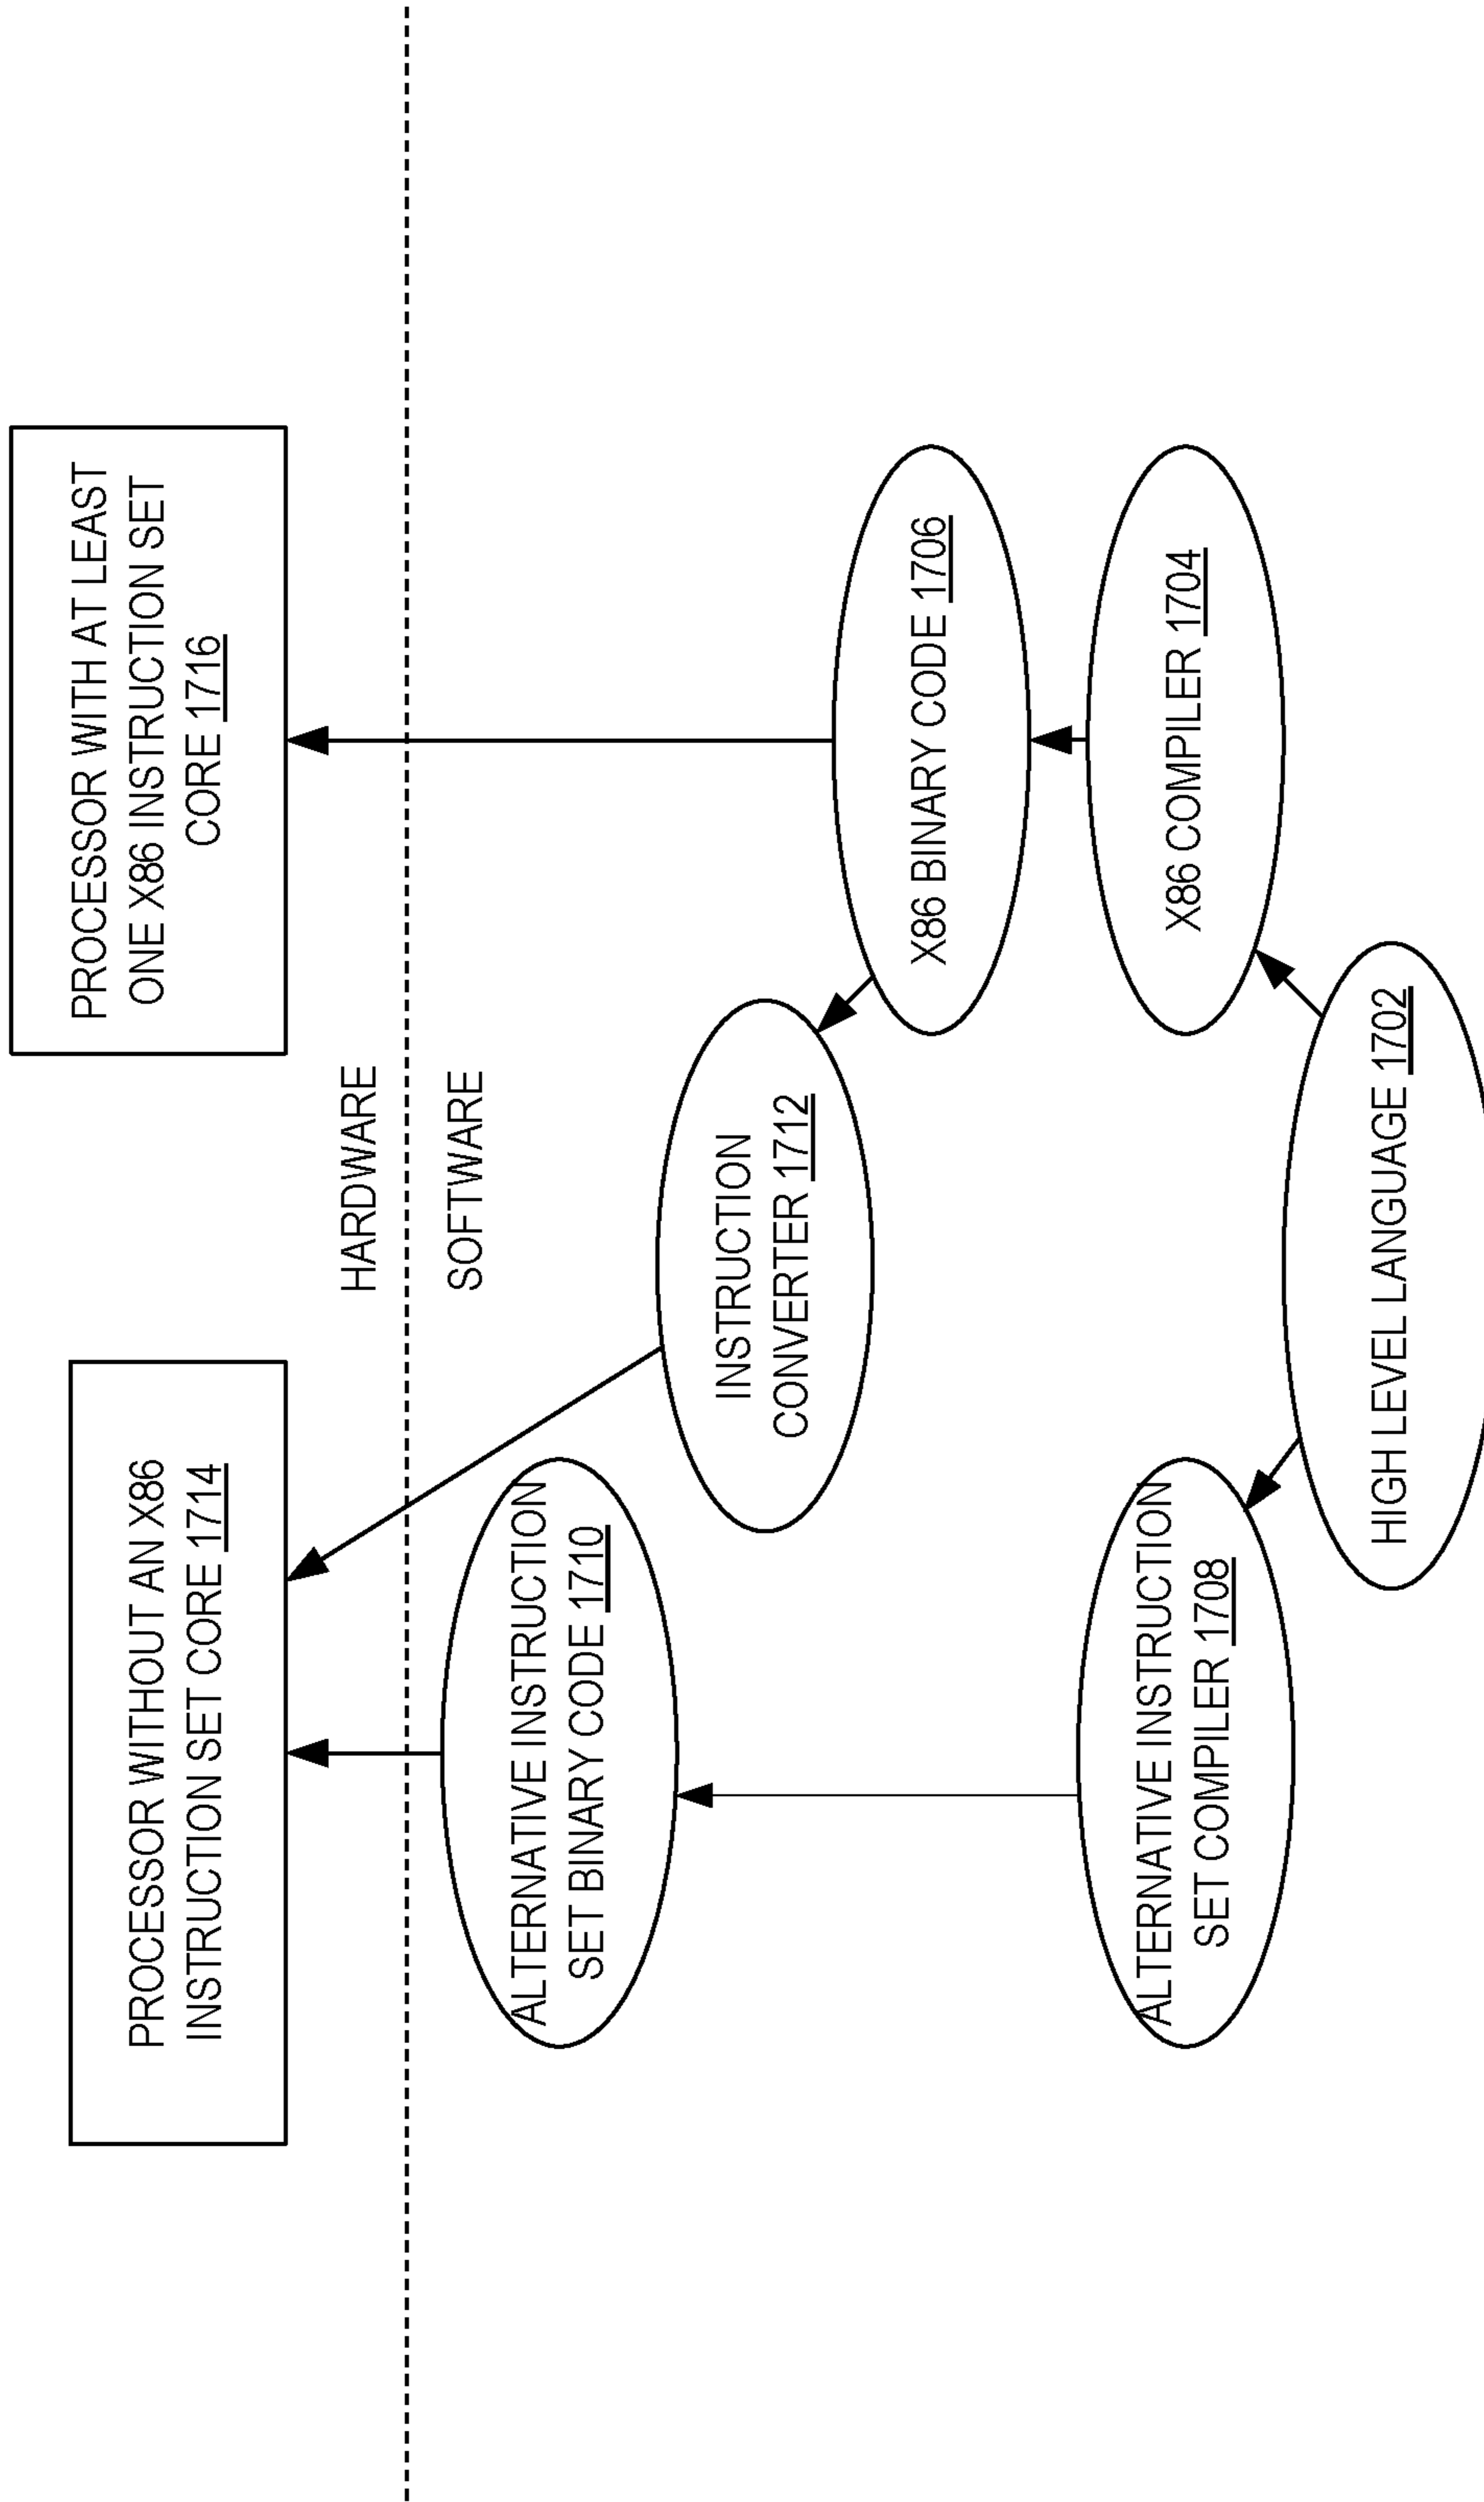 PROCESSOR WITH AT LEAST
ONE X86 INSTRUCTION SET
CORE 1716
PROCESSOR WITHOUT AN X86
INSTRUCTION SET CORE 1714
HARDWARE
SOFTWARE
ALTERNATIVE INSTRUCTION
SET BINARY CODE 1710
INSTRUCTION
CONVERTER 1712
X86 BINARY CODE 1706
X86 COMPILER 1704
ALTERNATIVE INSTRUCTION
SET COMPILER 1708
HIGH LEVEL LANGUAGE 1702